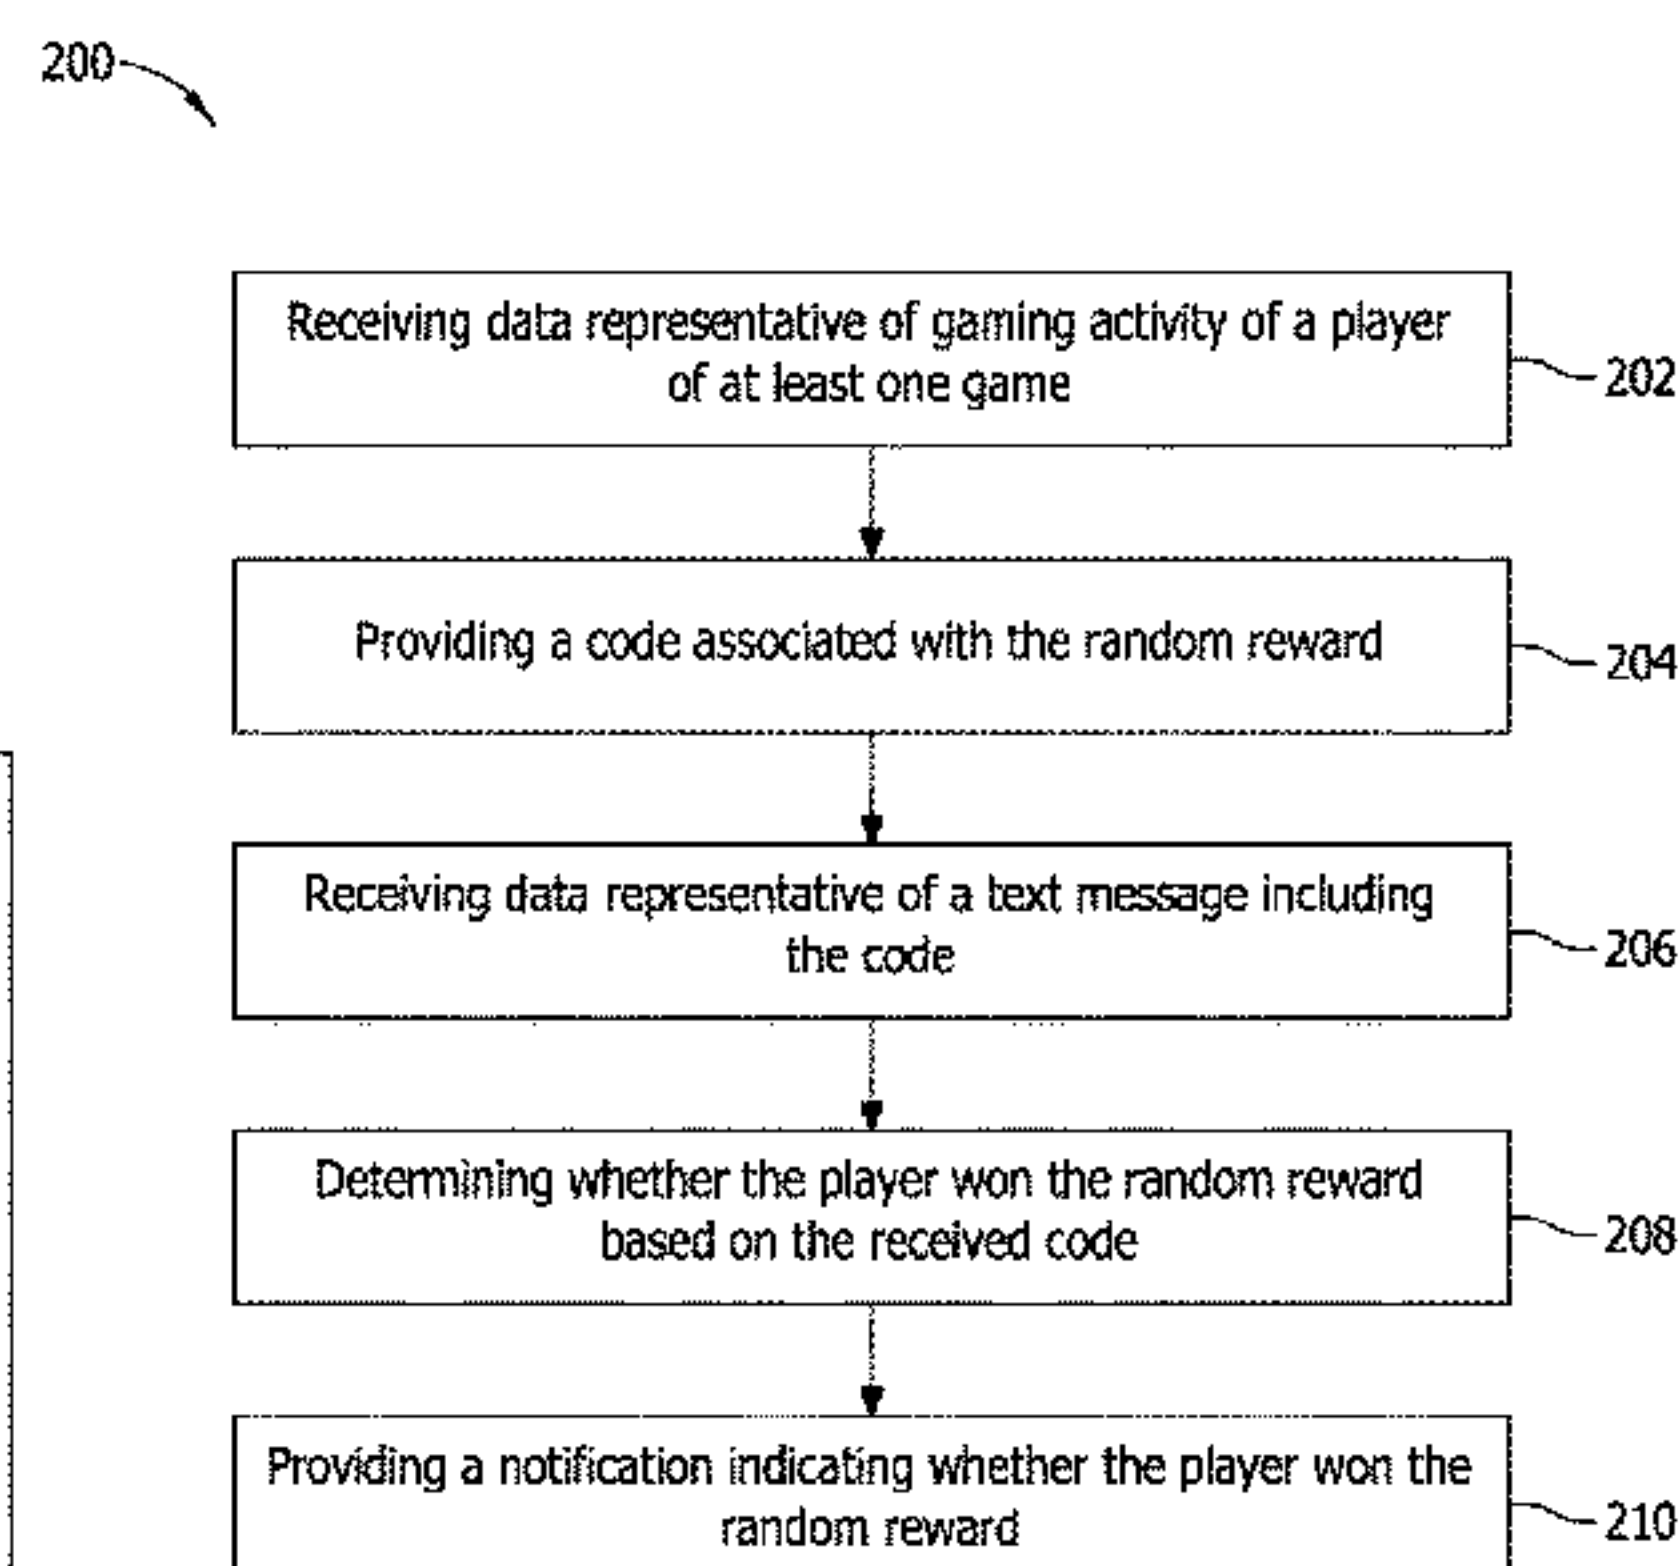 200
Receiving data representative of gaming activity of a player
of at least one game
202
Providing a code associated with the random reward
204
Receiving data representative of a text message including
the code
206
Determining whether the player won the random reward
based on the received code
208
Providing a notification indicating whether the player won the
random reward
210